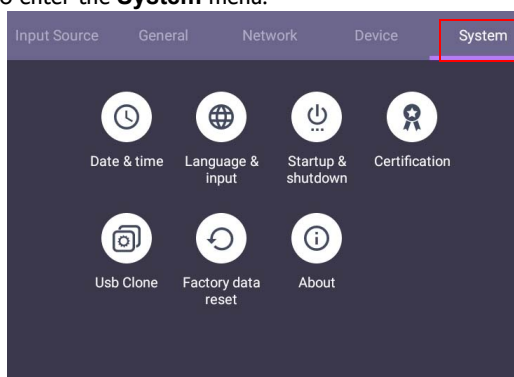 o enter the System menu.
Input Source General Network Device System
Date & time Language & input Startup & shutdown Certification
Usb Clone Factory data reset About